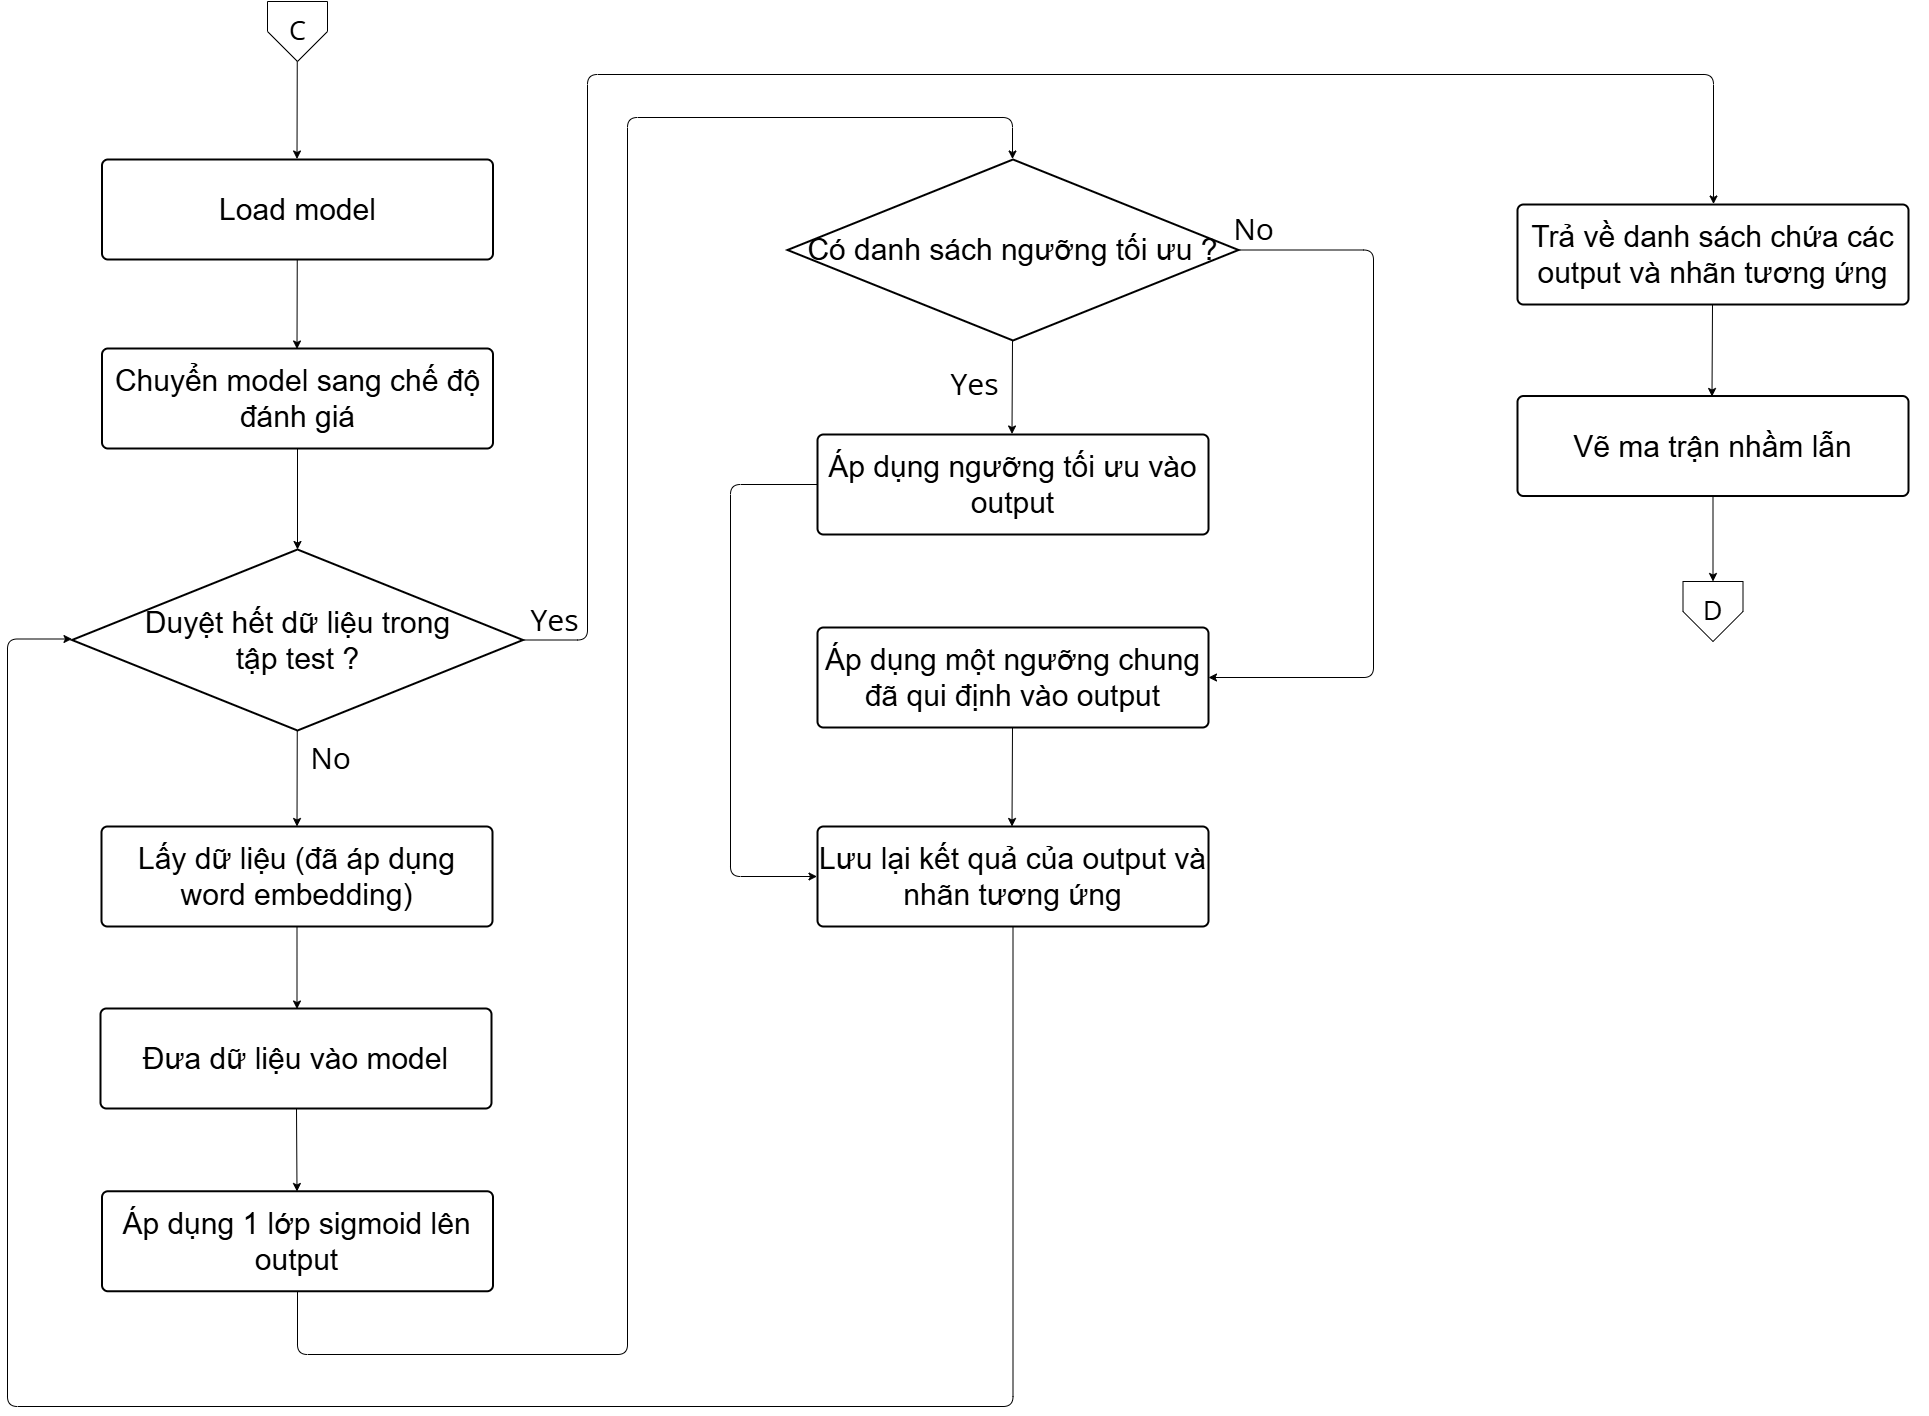 C
Load model
Chuyển model sang chế độ
đánh giá
Duyệt hết dữ liệu trong
tập test ?
Yes
No
Lấy dữ liệu (đã áp dụng
word embedding)
Đưa dữ liệu vào model
Áp dụng 1 lớp sigmoid lên
output
Có danh sách ngưỡng tối ưu ?
No
Yes
Áp dụng ngưỡng tối ưu vào
output
Áp dụng một ngưỡng chung
đã qui định vào output
Lưu lại kết quả của output và
nhãn tương ứng
Trả về danh sách chứa các
output và nhãn tương ứng
Vẽ ma trận nhầm lẫn
D